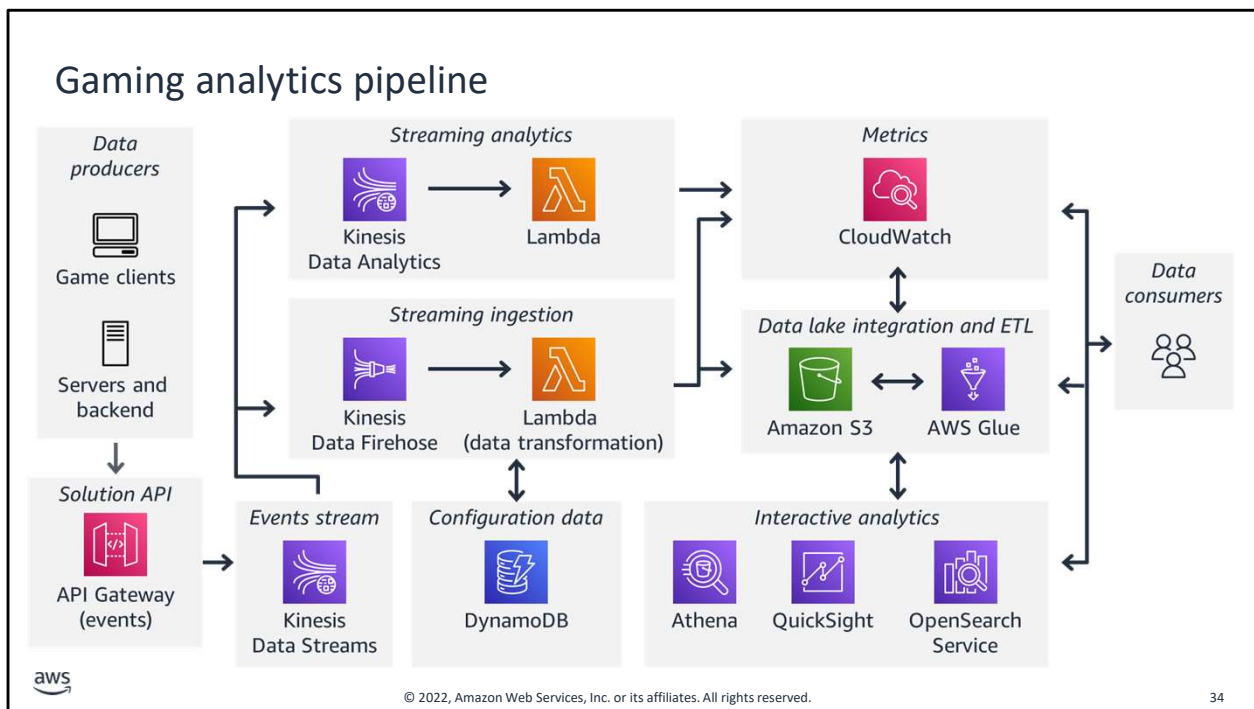 Gaming analytics pipeline
Data
producers
Game clients
Servers and
backend
Solution API
API Gateway
(events)
Events stream
Kinesis
Data Streams
Streaming analytics
Kinesis
Data Analytics
Lambda
Streaming ingestion
Kinesis
Data Firehose
Lambda
(data transformation)
Configuration data
DynamoDB
Metrics
CloudWatch
Data lake integration and ETL
Amazon S3
AWS Glue
Interactive analytics
Athena
QuickSight
OpenSearch
Service
Data
consumers
aws
© 2022, Amazon Web Services, Inc. or its affiliates. All rights reserved.
34